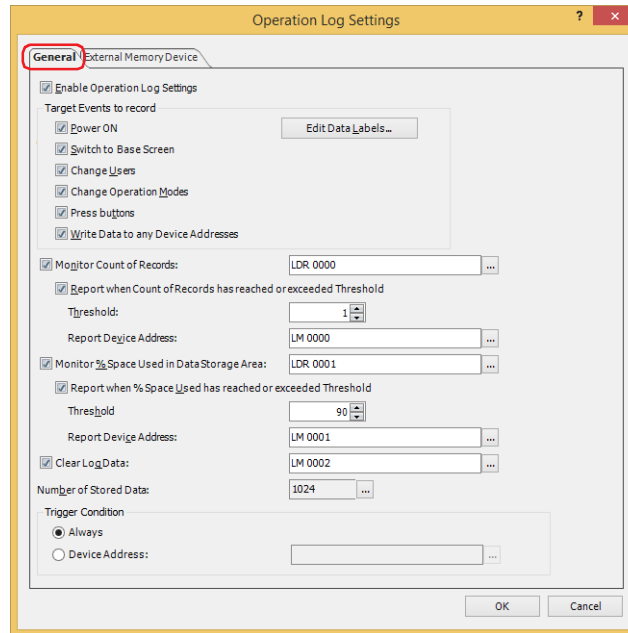 Operation Log Settings
? ×
General External Memory Device
Enable Operation Log Settings
Target Events to record
Power ON Edit Data Labels...
Switch to Base Screen
Change Users
Change Operation Modes
Press buttons
Write Data to any Device Addresses
Monitor Count of Records: LDR 0000 ...
Report when Count of Records has reached or exceeded Threshold
Threshold: 1
Report Device Address: LM 0000 ...
Monitor % Space Used in Data Storage Area: LDR 0001 ...
Report when % Space Used has reached or exceeded Threshold
Threshold 90
Report Device Address: LM 0001 ...
Clear Log Data: LM 0002 ...
Number of Stored Data: 1024 ...
Trigger Condition
Always
Device Address: ...
OK Cancel